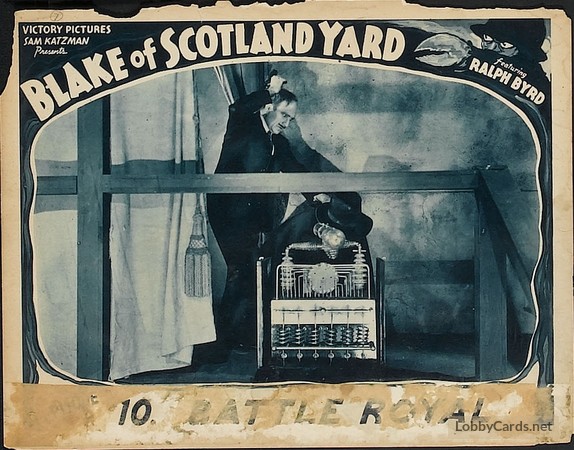 VICTORY PICTURES
SAM KATZMAN
Presents
BLAKE of SCOTLAND YARD
featuring
RALPH BYRD
10. BATTLE ROYAL
LobbyCards.net